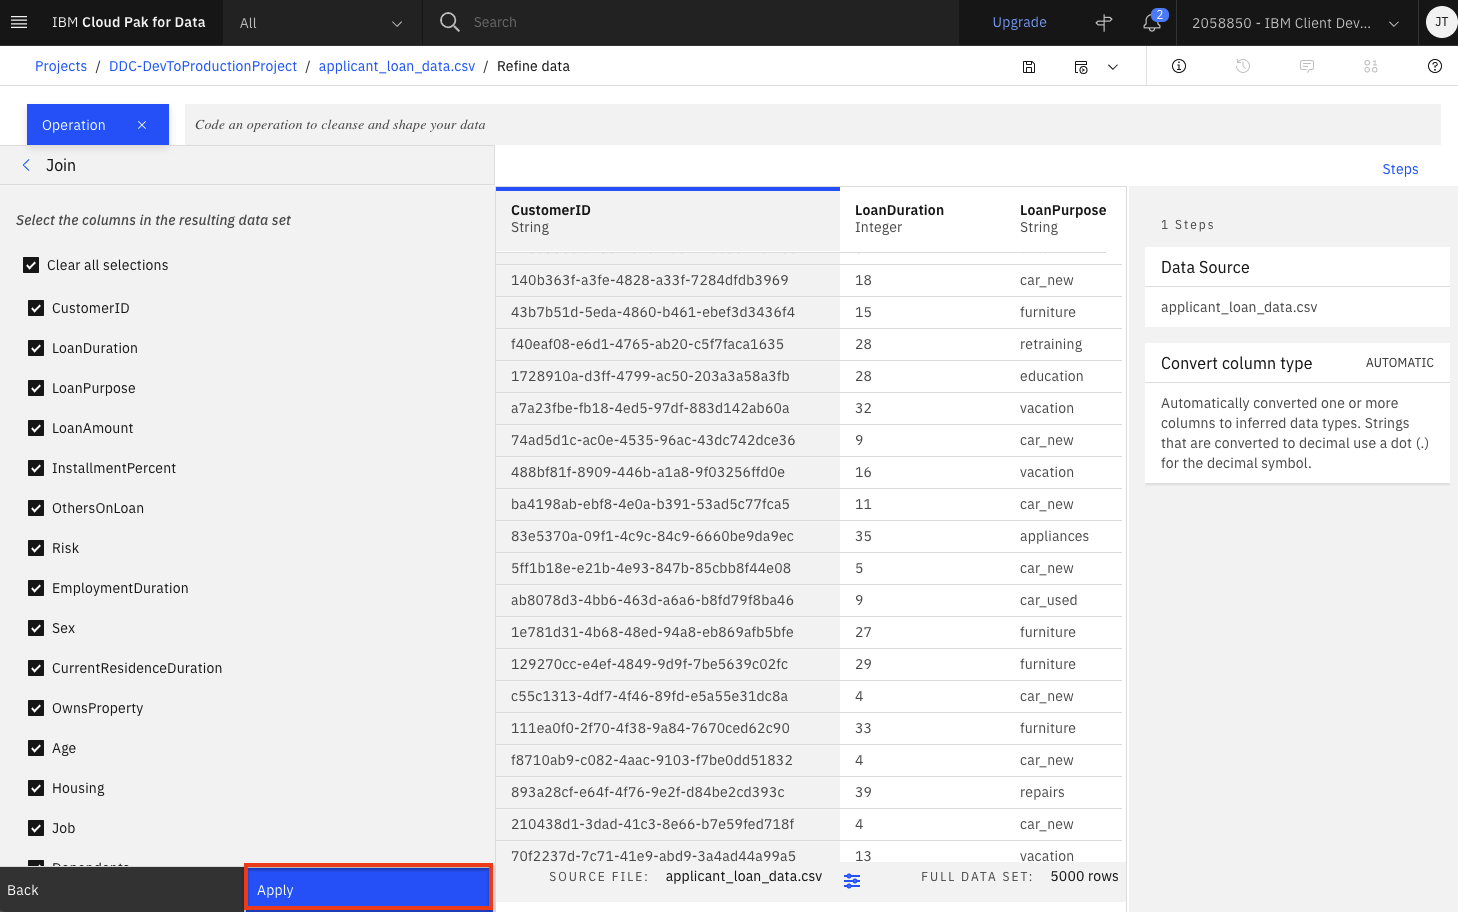 IBM Cloud Pak for Data
All
Search
Upgrade
2
2058850 - IBM Client Dev...
JT
Projects / DDC-DevToProductionProject / applicant_loan_data.csv / Refine data
Operation
Code an operation to cleanse and shape your data
Join
Steps
Select the columns in the resulting data set
Clear all selections
CustomerID
LoanDuration
LoanPurpose
LoanAmount
InstallmentPercent
OthersOnLoan
Risk
EmploymentDuration
Sex
CurrentResidenceDuration
OwnsProperty
Age
Housing
Job
Dependents
Back
Apply
CustomerID LoanDuration LoanPurpose
String Integer String
140b363f-a3fe-4828-a33f-7284dfdb3969 18 car_new
43b7b51d-5eda-4860-b461-ebef3d3436f4 15 furniture
f40eaf08-e6d1-4765-ab20-c5f7faca1635 28 retraining
1728910a-d3ff-4799-ac50-203a3a58a3fb 28 education
a7a23fbe-fb18-4ed5-97df-883d142ab60a 32 vacation
74ad5d1c-ac0e-4535-96ac-43dc742dce36 9 car_new
488bf81f-8909-446b-a1a8-9f03256ffd0e 16 vacation
ba4198ab-ebf8-4e0a-b391-53ad5c77fca5 11 car_new
83e5370a-09f1-4c9c-84c9-6660be9da9ec 35 appliances
5ff1b18e-e21b-4e93-847b-85cbb8f44e08 5 car_new
ab8078d3-4bb6-463d-a6a6-b8fd79f8ba46 9 car_used
1e781d31-4b68-48ed-94a8-eb869afb5bfe 27 furniture
129270cc-e4ef-4849-9d9f-7be5639c02fc 29 furniture
c55c1313-4df7-4f46-89fd-e5a55e31dc8a 4 car_new
111ea0f0-2f70-4f38-9a84-7670ced62c90 33 furniture
f8710ab9-c082-4aac-9103-f7be0dd51832 4 car_new
893a28cf-e64f-4f76-9e2f-d84be2cd393c 39 repairs
210438d1-3dad-41c3-8e66-b7e59fed718f 4 car_new
70f2237d-7c71-41e9-abd9-3a4ad44a99a5 13 vacation
SOURCE FILE: applicant_loan_data.csv FULL DATA SET: 5000 rows
1 Steps
Data Source
applicant_loan_data.csv
Convert column type AUTOMATIC
Automatically converted one or more
columns to inferred data types. Strings
that are converted to decimal use a dot (.)
for the decimal symbol.